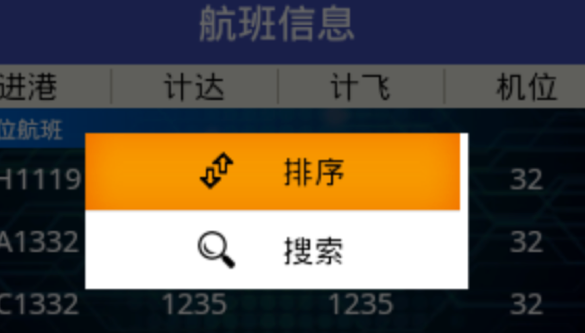 航班信息
进港 计达 计飞 机位
位航班
H1119 32
排序
A1332 32
搜索
C1332 1235 1235 32